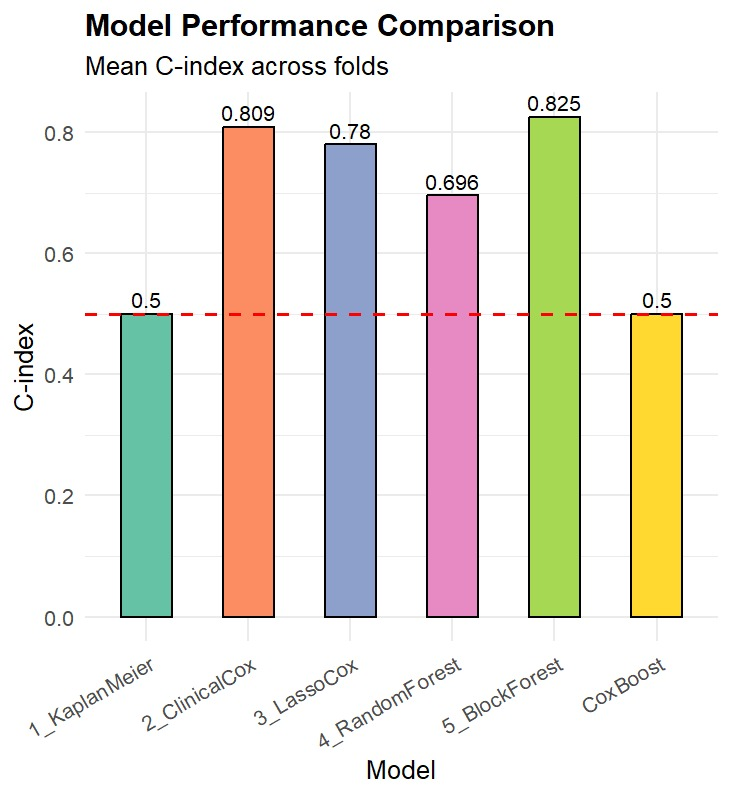 Model Performance Comparison
Mean C-index across folds
0.825
0.809
0.8
0.78
0.696
0.6
0.5
0.5
0.4
0.2
0.0
C-index
1_KaplanMeier
2_ClinicalCox
3_LassoCox
4_RandomForest
5_BlockForest
CoxBoost
Model